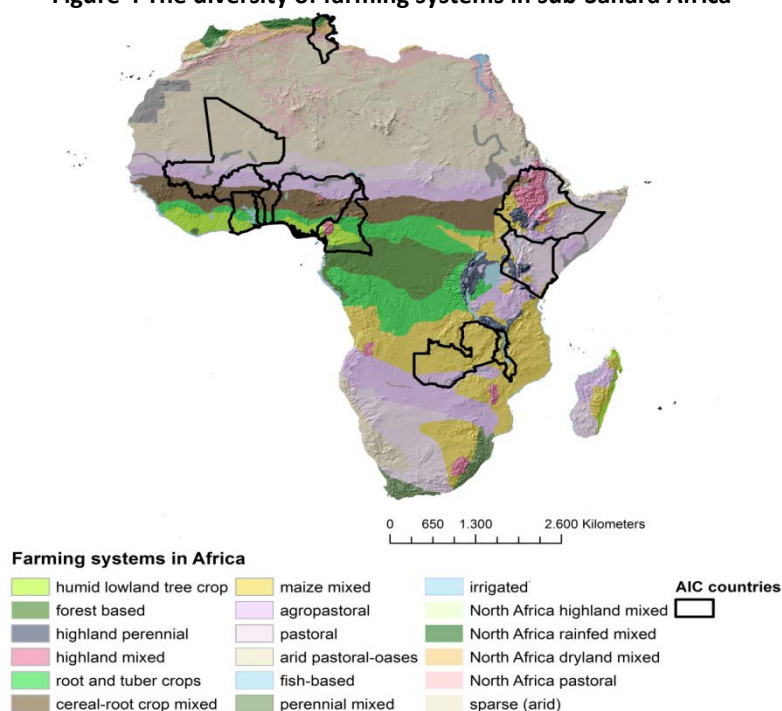 Figure 4 The diversity of farming systems in sub-Sahara Africa
0 650 1.300 2.600 Kilometers
Farming systems in Africa
humid lowland tree crop
forest based
highland perennial
highland mixed
root and tuber crops
cereal-root crop mixed
maize mixed
agropastoral
pastoral
arid pastoral-oases
fish-based
perennial mixed
irrigated
North Africa highland mixed
North Africa rainfed mixed
North Africa dryland mixed
North Africa pastoral
sparse (arid)
AIC countries